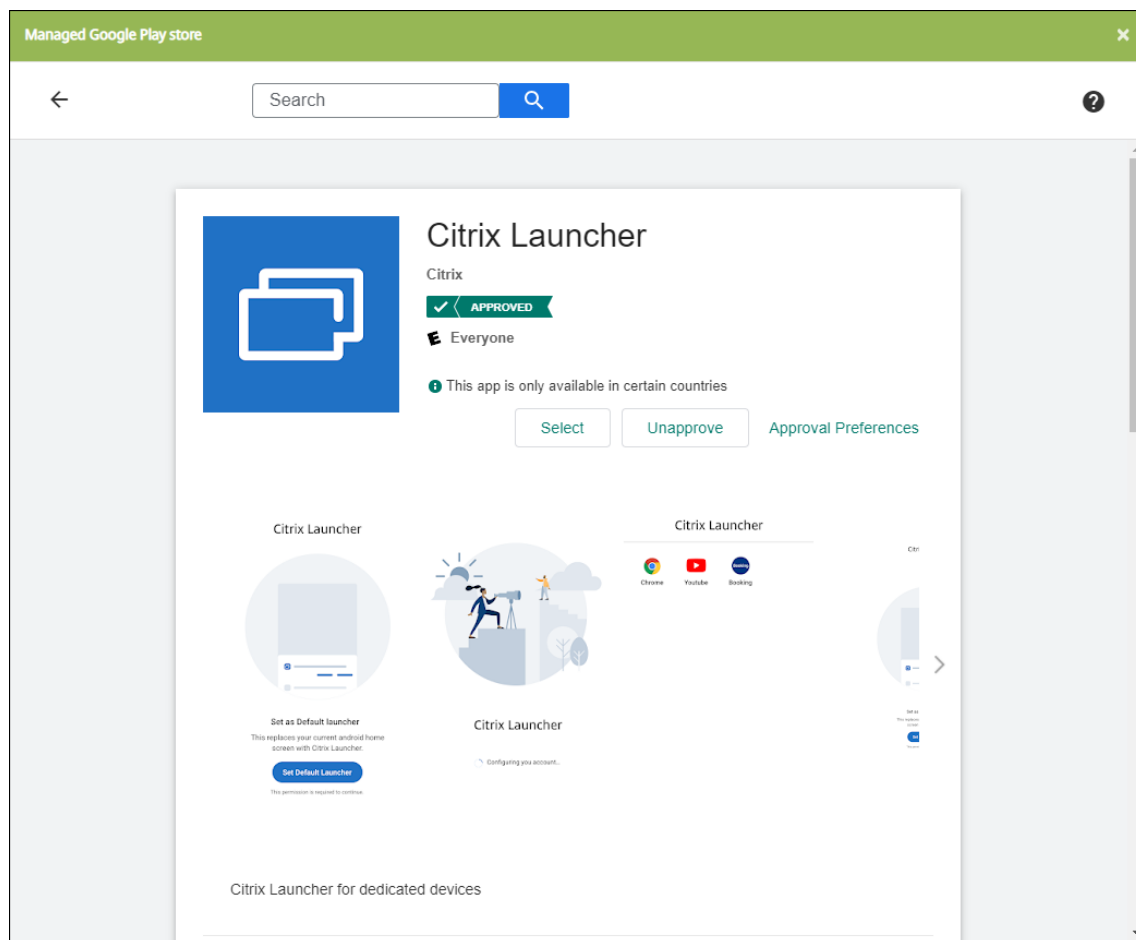 Managed Google Play store
Search
Citrix Launcher
Citrix
APPROVED
E Everyone
This app is only available in certain countries
Select Unapprove Approval Preferences
Citrix Launcher
Set as Default launcher
This replaces your current android home
screen with Citrix Launcher.
Set Default Launcher
This permission is required to continue
Citrix Launcher
Configuring you account...
Citrix Launcher
Chrome Youtube Booking
Citrix Launcher for dedicated devices